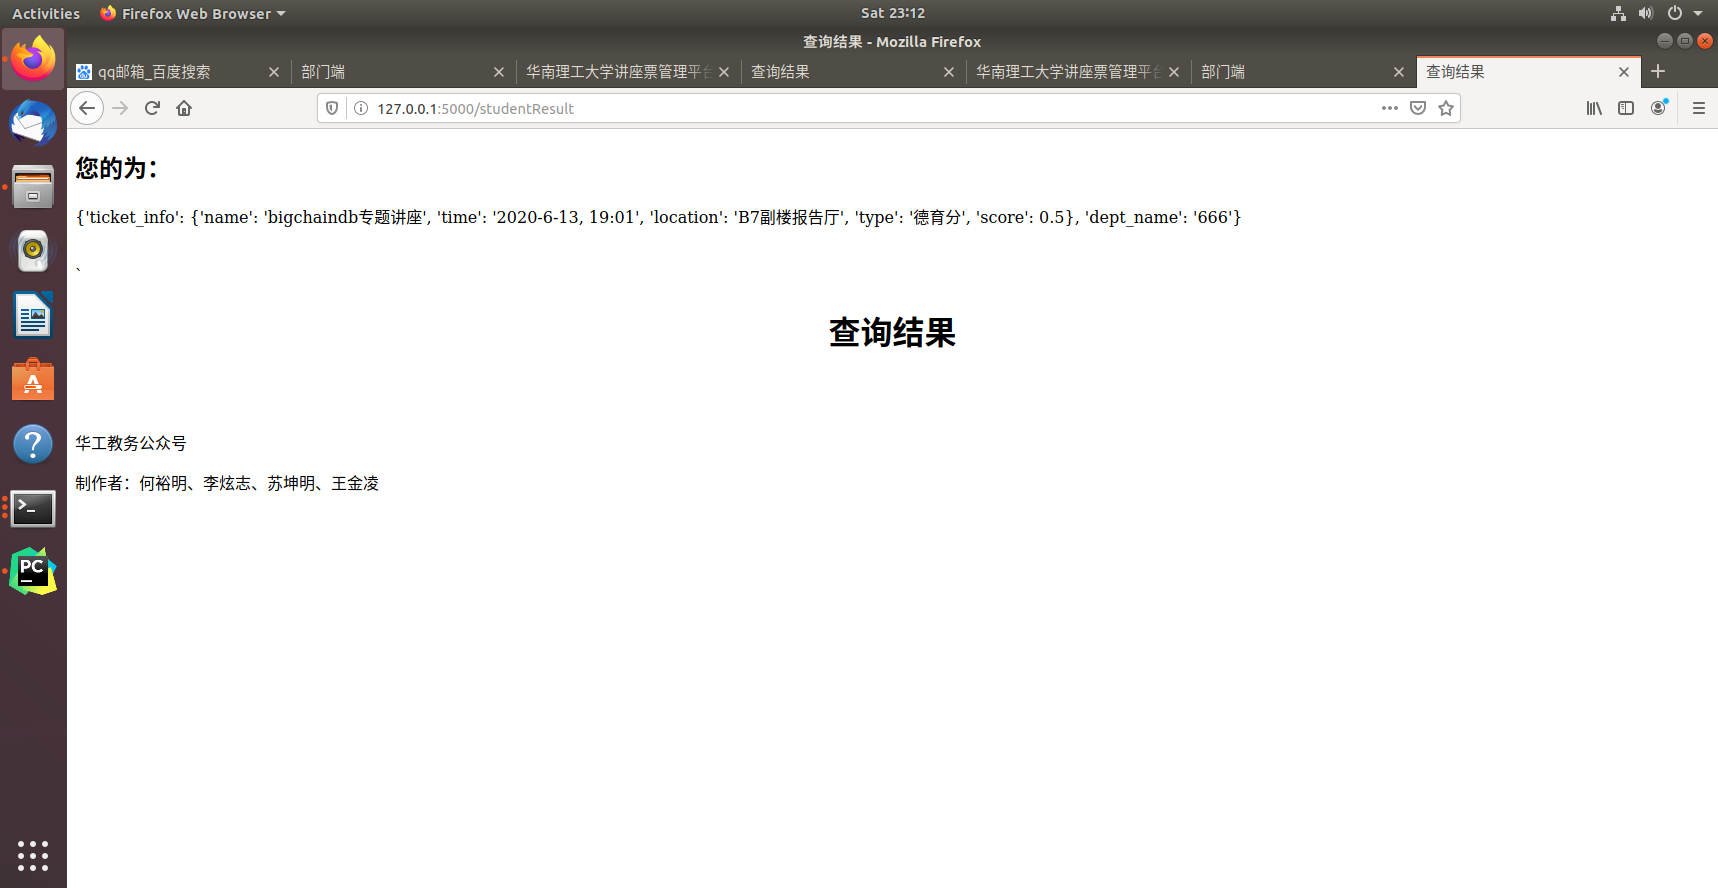 Activities
Firefox Web Browser
Sat 23:12
查询结果 - Mozilla Firefox
qq邮箱_百度搜索
部门端
华南理工大学讲座票管理平台
查询结果
华南理工大学讲座票管理平台
部门端
查询结果
127.0.0.1:5000/studentResult
您的为：
{'ticket_info': {'name': 'bigchaindb专题讲座', 'time': '2020-6-13, 19:01', 'location': 'B7副楼报告厅', 'type': '德育分', 'score': 0.5}, 'dept_name': '666'}
`
查询结果
华工教务公众号
制作者：何裕明、李炫志、苏坤明、王金凌
PC